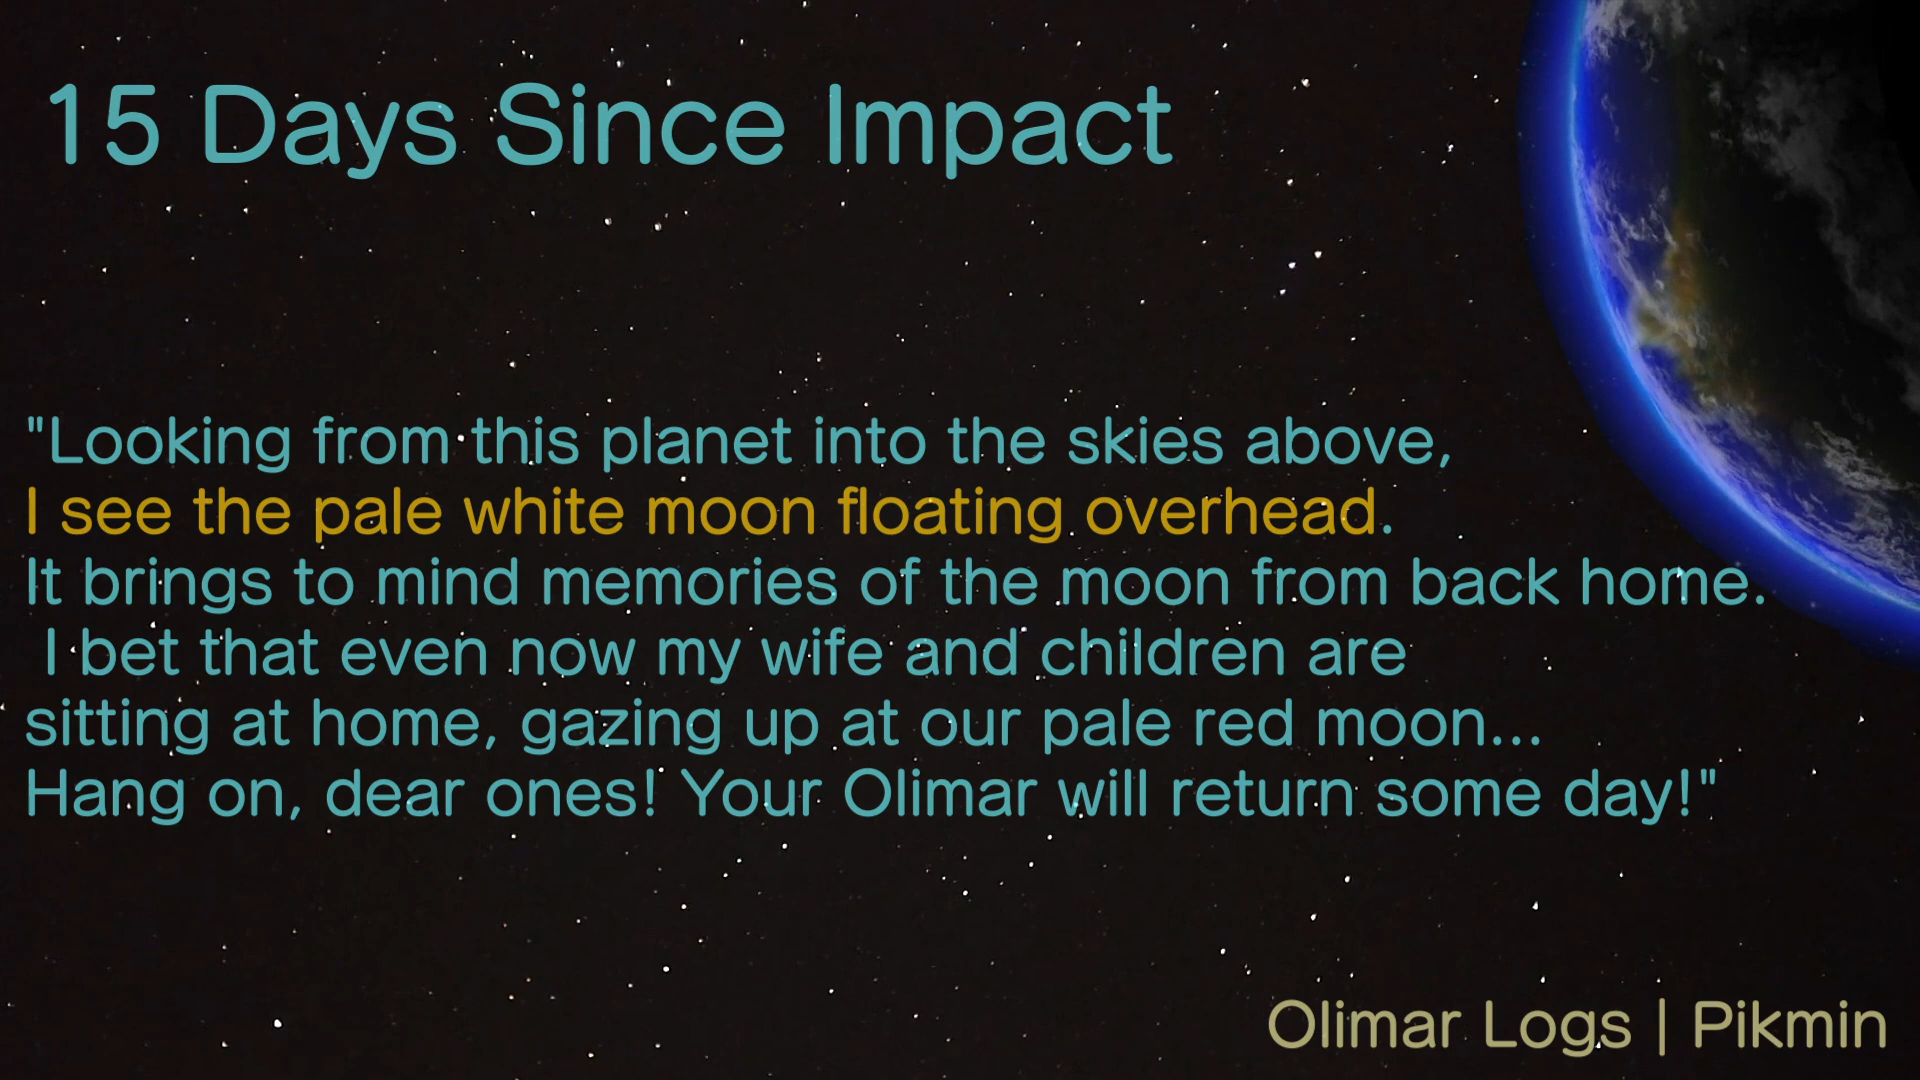 15 Days Since Impact
"Looking from this planet into the skies above,
I see the pale white moon floating overhead.
It brings to mind memories of the moon from back home.
I bet that even now my wife and children are
sitting at home, gazing up at our pale red moon...
Hang on, dear ones! Your Olimar will return some day!"
Olimar Logs | Pikmin